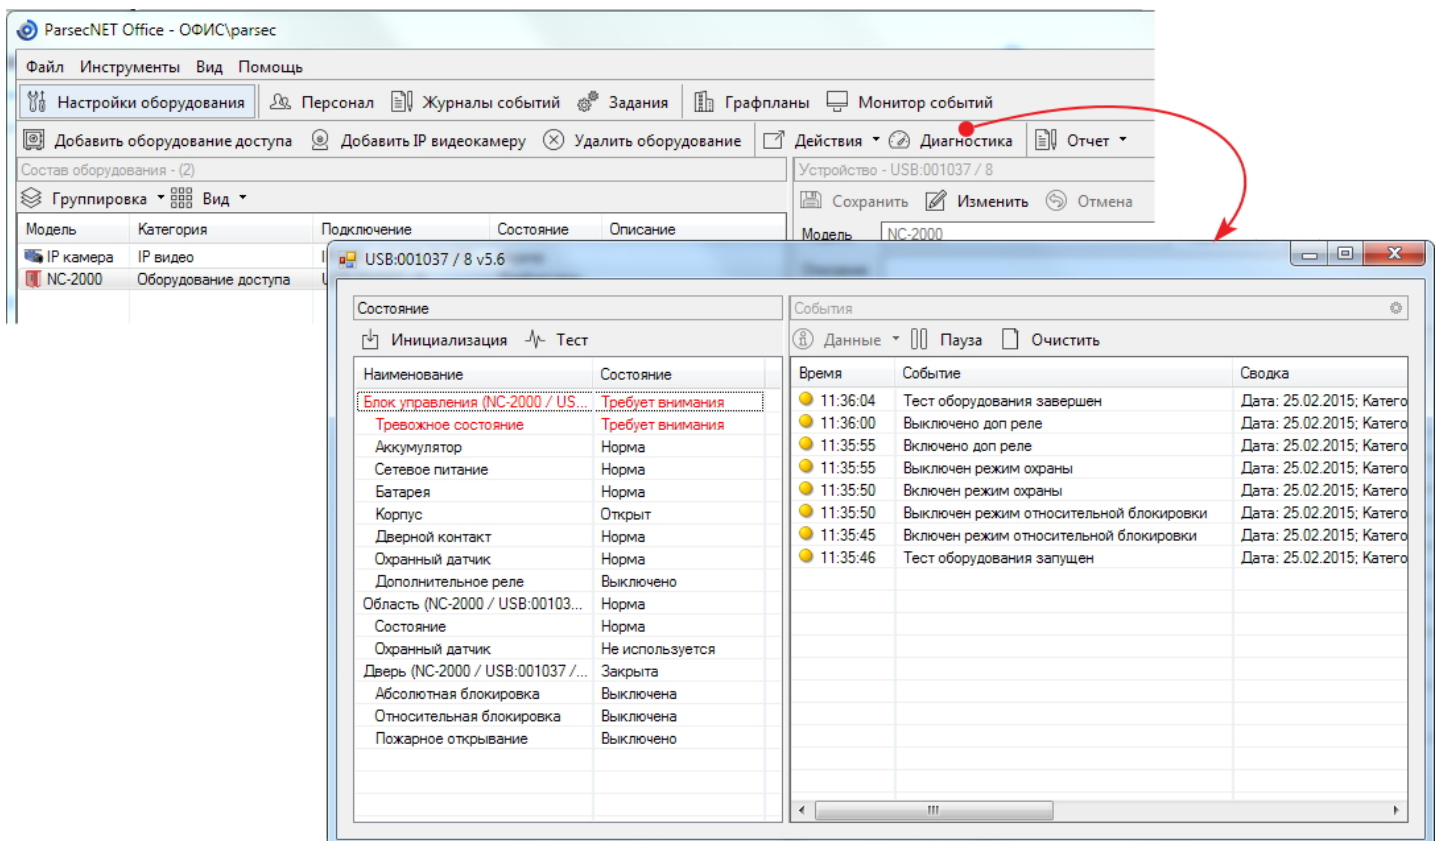 ParsecNET Office - ОФИС\parsec
Файл Инструменты Вид Помощь
Настройки оборудования Персонал Журналы событий Задания Графпланы Монитор событий
Добавить оборудование доступа Добавить IP видеокамеру Удалить оборудование Действия Диагностика Отчет
Состав оборудования - (2) Устройство - USB:001037 / 8
Группировка Вид Сохранить Изменить Отмена
Модель Категория Подключение Состояние Описание Модель NC-2000
IP камера IP видео
NC-2000 Оборудование доступа
USB:001037 / 8 v5.6
Состояние События
Инициализация Тест Данные Пауза Очистить
Наименование Состояние Время Событие Сводка
Блок управления (NC-2000 / US... Требует внимания 11:36:04 Тест оборудования завершен Дата: 25.02.2015; Катего
Тревожное состояние Требует внимания 11:36:00 Выключено доп реле Дата: 25.02.2015; Катего
Аккумулятор Норма 11:35:55 Включено доп реле Дата: 25.02.2015; Катего
Сетевое питание Норма 11:35:55 Выключен режим охраны Дата: 25.02.2015; Катего
Батарея Норма 11:35:50 Включен режим охраны Дата: 25.02.2015; Катего
Корпус Открыт 11:35:50 Выключен режим относительной блокировки Дата: 25.02.2015; Катего
Дверной контакт Норма 11:35:45 Включен режим относительной блокировки Дата: 25.02.2015; Катего
Охранный датчик Норма 11:35:46 Тест оборудования запущен Дата: 25.02.2015; Катего
Дополнительное реле Выключено
Область (NC-2000 / USB:00103... Норма
Состояние Норма
Охранный датчик Не используется
Дверь (NC-2000 / USB:001037 /... Закрыта
Абсолютная блокировка Выключена
Относительная блокировка Выключена
Пожарное открывание Выключено